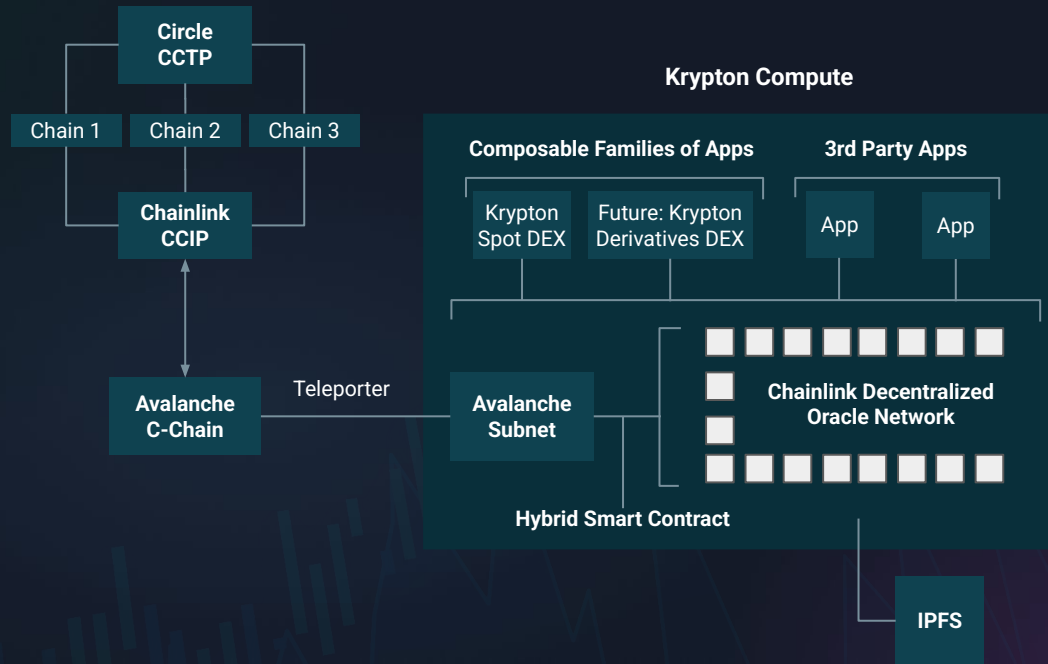 Circle
CCTP
Krypton Compute
Chain 1
Chain 2
Chain 3
Composable Families of Apps
3rd Party Apps
Chainlink
CCIP
Krypton
Spot DEX
Future: Krypton
Derivatives DEX
App
App
Teleporter
Avalanche
C-Chain
Avalanche
Subnet
Chainlink Decentralized
Oracle Network
Hybrid Smart Contract
IPFS